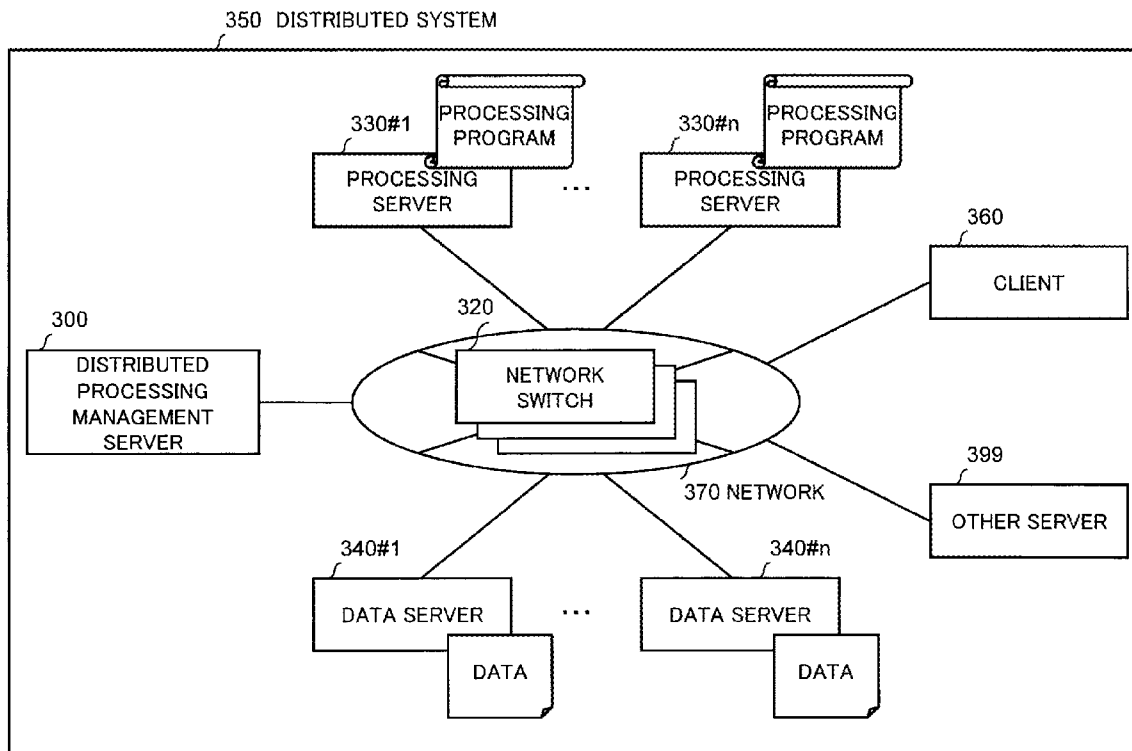 350 DISTRIBUTED SYSTEM
330#1
PROCESSING
PROGRAM
PROCESSING
SERVER
...
330#n
PROCESSING
PROGRAM
PROCESSING
SERVER
360
CLIENT
300
DISTRIBUTED
PROCESSING
MANAGEMENT
SERVER
320
NETWORK
SWITCH
370 NETWORK
399
OTHER SERVER
340#1
DATA SERVER
DATA
...
340#n
DATA SERVER
DATA